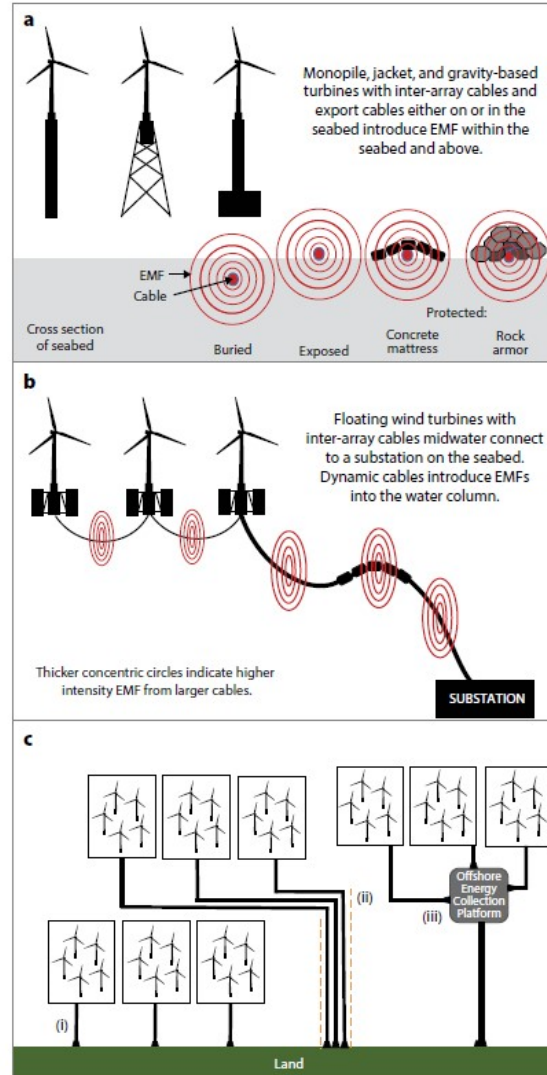 a
Monopile, jacket, and gravity-based
turbines with inter-array cables and
export cables either on or in the
seabed introduce EMF within the
seabed and above.
EMF
Cable
Cross section
of seabed
Buried
Exposed
Protected:
Concrete
mattress
Rock
armor
b
Floating wind turbines with
inter-array cables midwater connect
to a substation on the seabed.
Dynamic cables introduce EMFs
into the water column.
Thicker concentric circles indicate higher
intensity EMF from larger cables.
SUBSTATION
c
(i)
(ii)
(iii)
Offshore
Energy
Collection
Platform
Land